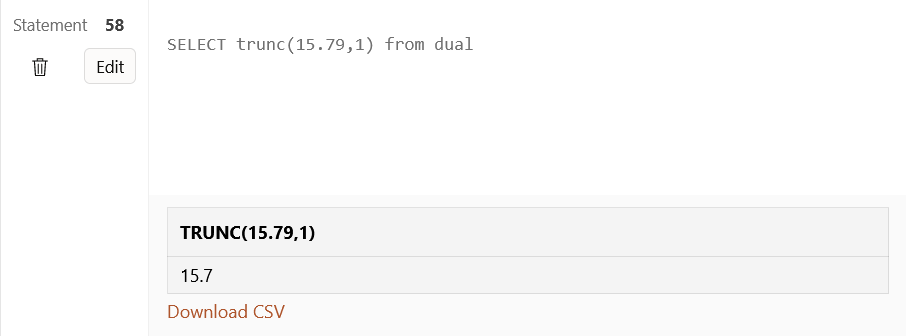 Statement 58
SELECT trunc(15.79,1) from dual
Edit
TRUNC(15.79,1)
15.7
Download CSV